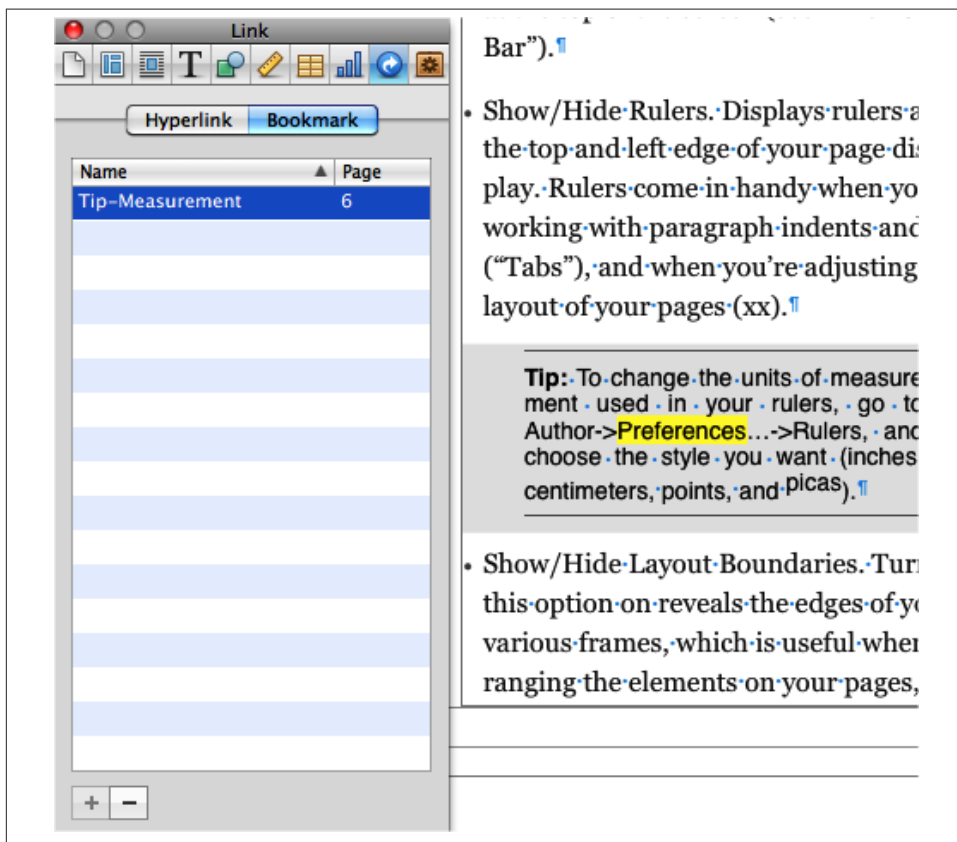 Link
Hyperlink Bookmark
Name Page
Tip-Measurement 6
Bar”).¶
• Show/Hide·Rulers.·Displays·rulers·a
the·top·and·left·edge·of·your·page·dis
play.·Rulers·come·in·handy·when·yo
working·with·paragraph·indents·and
(“Tabs”),·and·when·you’re·adjusting
layout·of·your·pages·(xx).¶
Tip:·To·change·the·units·of·measure
ment·used·in·your·rulers,·go·to
Author->Preferences...->Rulers,·and
choose·the·style·you·want·(inches
centimeters,·points,·and·picas).¶
• Show/Hide·Layout·Boundaries.·Tur
this·option·on·reveals·the·edges·of·yo
various·frames,·which·is·useful·when
ranging·the·elements·on·your·pages,